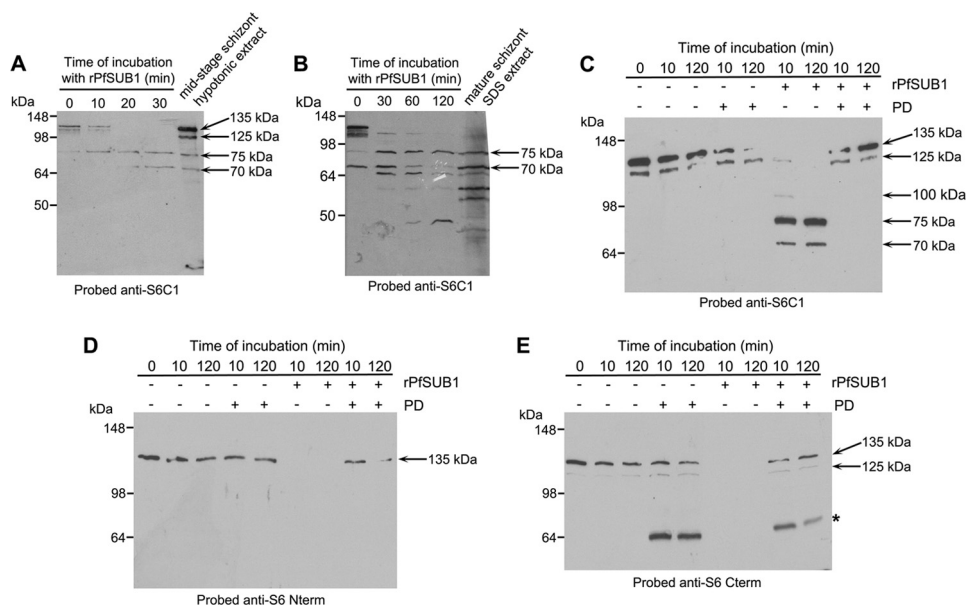 A
Time of incubation
with rPfSUB1 (min)
mid-stage schizont
hypotonic extract
kDa
0 10 20 30
148
98
64
50
135 kDa
125 kDa
75 kDa
70 kDa
Probed anti-S6C1
B
Time of incubation
with rPfSUB1 (min)
mature schizont
SDS extract
kDa
0 30 60 120
148
98
64
50
75 kDa
70 kDa
Probed anti-S6C1
C
Time of incubation (min)
0 10 120 10 120 10 120 10 120
- - - - - + + + + rPfSUB1
- - - + + - - + + PD
kDa
148
98
64
135 kDa
125 kDa
100 kDa
75 kDa
70 kDa
Probed anti-S6C1
D
Time of incubation (min)
0 10 120 10 120 10 120 10 120
- - - - - + + + + rPfSUB1
- - - + + - - + + PD
kDa
148
98
64
135 kDa
Probed anti-S6 Nterm
E
Time of incubation (min)
0 10 120 10 120 10 120 10 120
- - - - - + + + + rPfSUB1
- - - + + - - + + PD
kDa
148
98
64
135 kDa
125 kDa
*
Probed anti-S6 Cterm